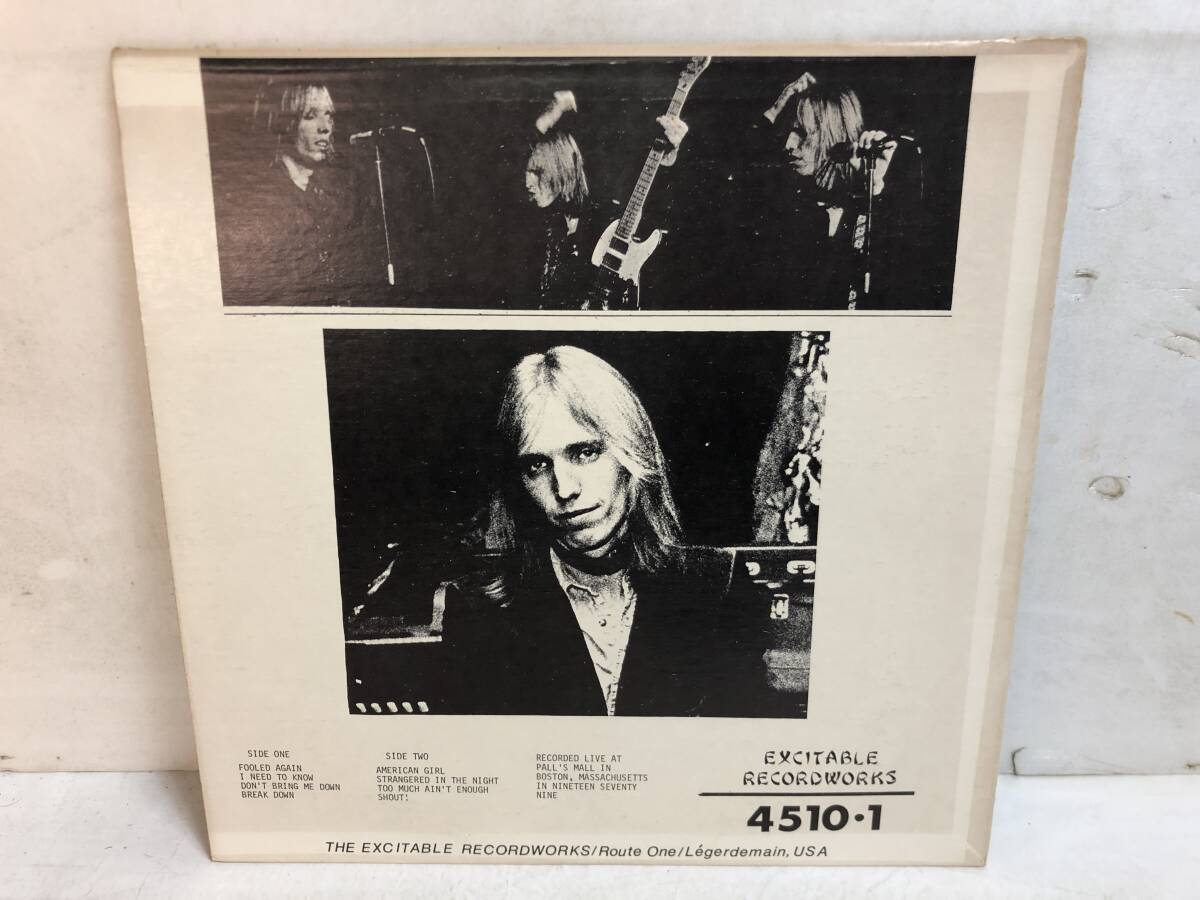 SIDE ONE
FOOLED AGAIN
I NEED TO KNOW
DON'T BRING ME DOWN
BREAK DOWN
SIDE TWO
AMERICAN GIRL
STRANGERED IN THE NIGHT
TOO MUCH AIN'T ENOUGH
SHOUT!
RECORDED LIVE AT
PALL'S MALL IN
BOSTON, MASSACHUSETTS
IN NINETEEN SEVENTY
NINE
EXCITABLE
RECORDWORKS
4510·1
THE EXCITABLE RECORDWORKS/Route One/Légerdemain, USA